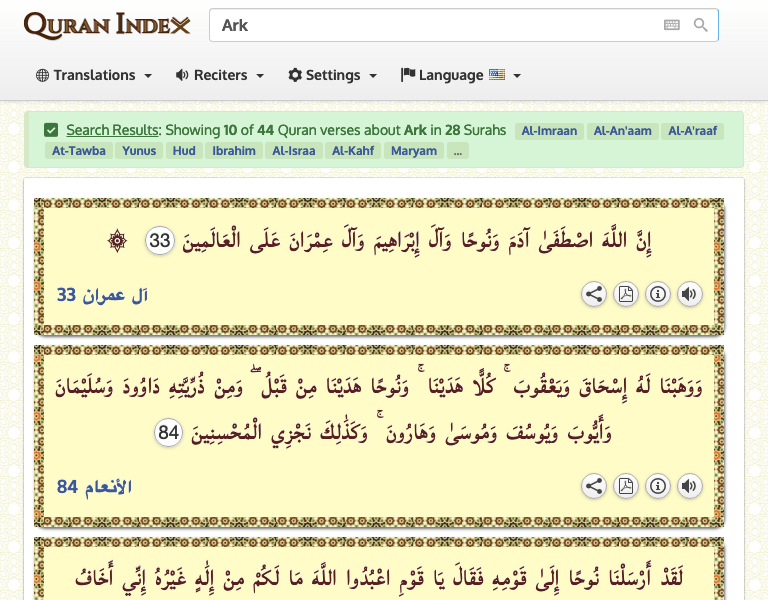 QURAN INDEX
Ark
Translations Reciters Settings Language
Search Results: Showing 10 of 44 Quran verses about Ark in 28 Surahs Al-Imraan Al-An'aam Al-A'raaf
At-Tawba Yunus Hud Ibrahim Al-Israa Al-Kahf Maryam ...
إِنَّ اللَّهَ اصْطَفَىٰ آدَمَ وَنُوحًا وَآلَ إِبْرَاهِيمَ وَآلَ عِمْرَانَ عَلَى الْعَالَمِينَ 33 ۞
آل عمران 33
وَوَهَبْنَا لَهُ إِسْحَاقَ وَيَعْقُوبَ ۚ كُلًّا هَدَيْنَا ۚ وَنُوحًا هَدَيْنَا مِنْ قَبْلُ ۖ وَمِنْ ذُرِّيَّتِهِ دَاوُودَ وَسُلَيْمَانَ
وَأَيُّوبَ وَيُوسُفَ وَمُوسَىٰ وَهَارُونَ ۚ وَكَذَٰلِكَ نَجْزِي الْمُحْسِنِينَ 84
الأنعام 84
لَقَدْ أَرْسَلْنَا نُوحًا إِلَىٰ قَوْمِهِ فَقَالَ يَا قَوْمِ اعْبُدُوا اللَّهَ مَا لَكُمْ مِنْ إِلَٰهٍ غَيْرُهُ إِنِّي أَخَافُ